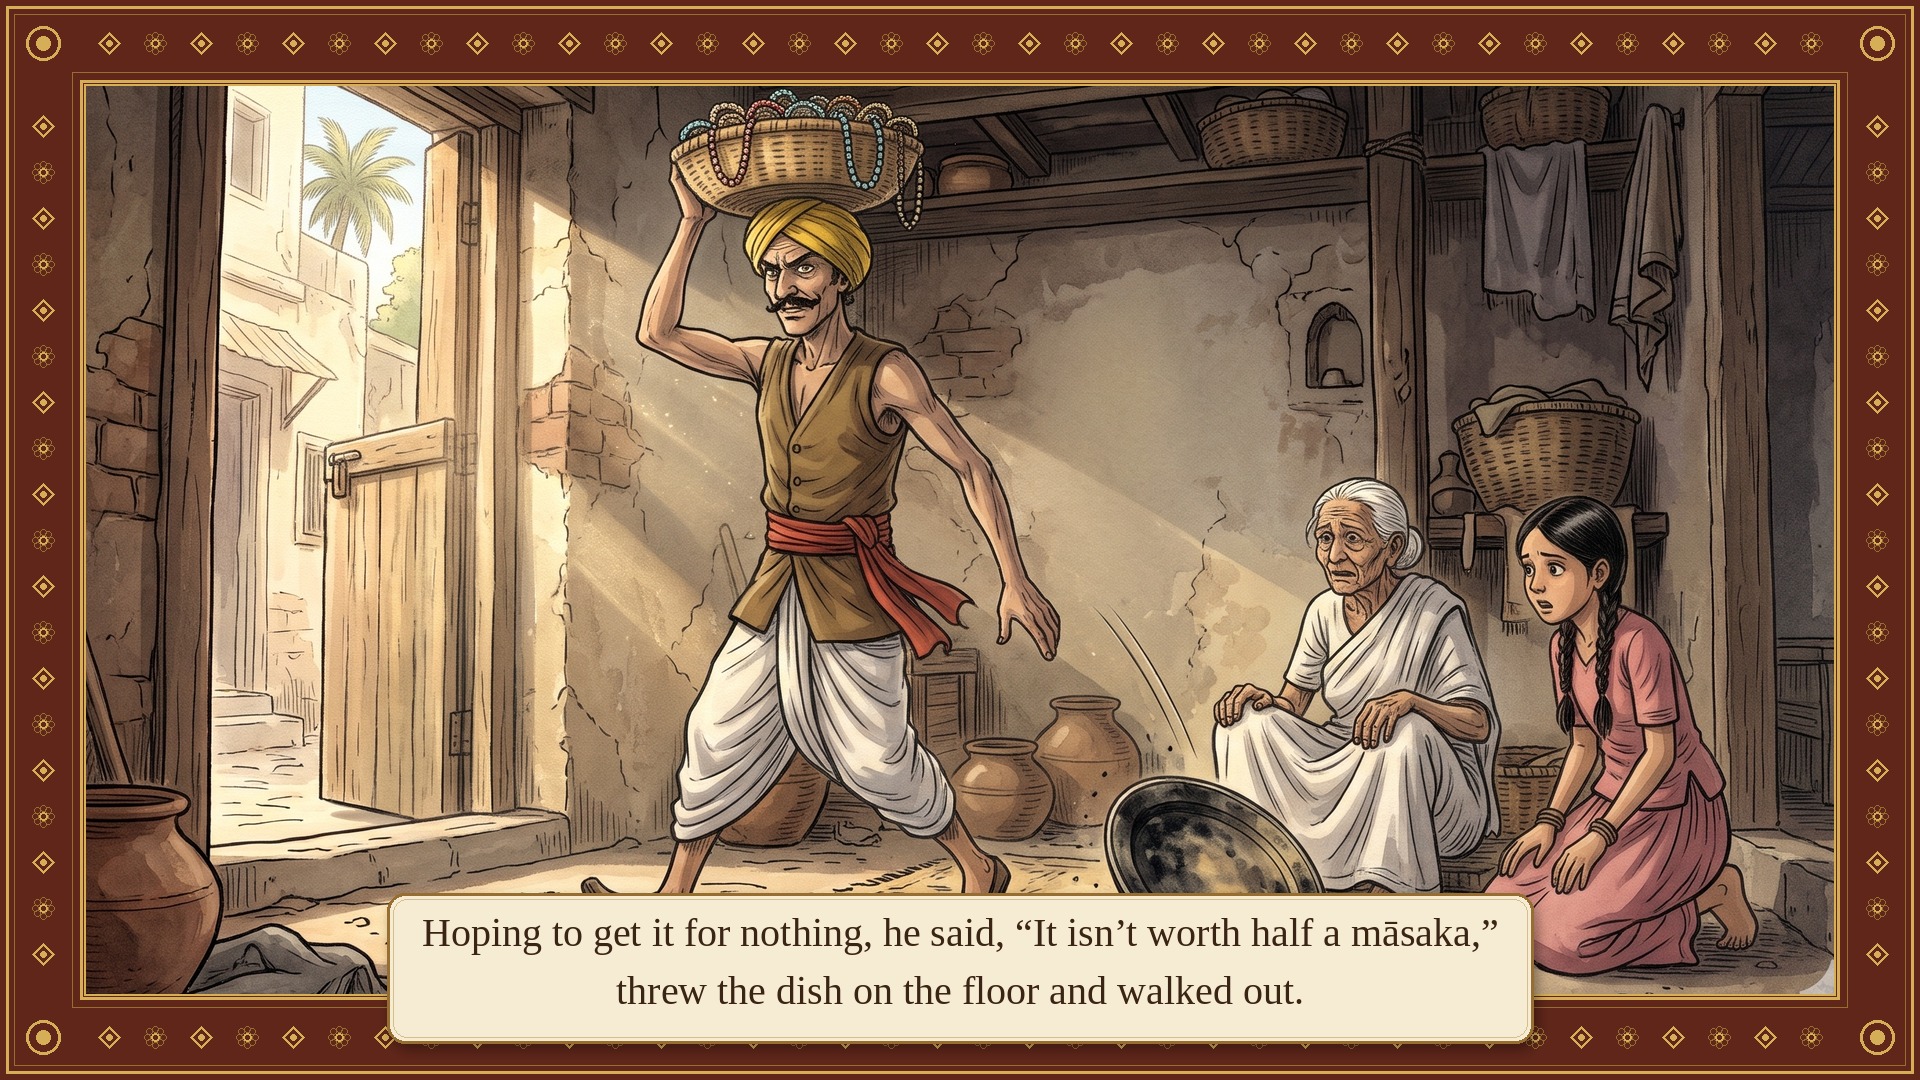 Hoping to get it for nothing, he said, “It isn’t worth half a māsaka,”
threw the dish on the floor and walked out.